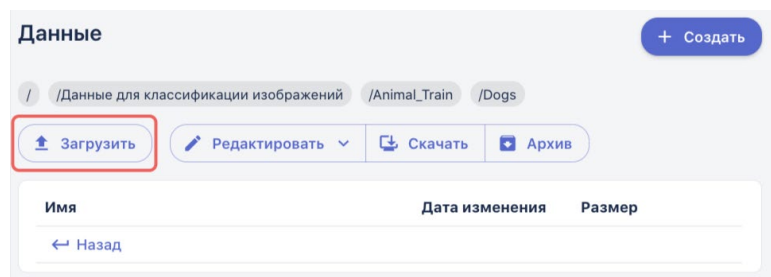 Данные
+ Создать
/ /Данные для классификации изображений /Animal_Train /Dogs
Загрузить Редактировать Скачать Архив
Имя Дата изменения Размер
Назад